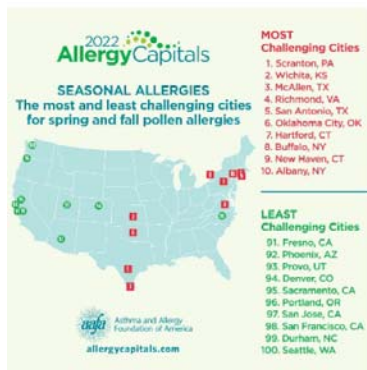 2022
AllergyCapitals
SEASONAL ALLERGIES
The most and least challenging cities
for spring and fall pollen allergies
MOST
Challenging Cities
1. Scranton, PA
2. Wichita, KS
3. McAllen, TX
4. Richmond, VA
5. San Antonio, TX
6. Oklahoma City, OK
7. Hartford, CT
8. Buffalo, NY
9. New Haven, CT
10. Albany, NY
LEAST
Challenging Cities
91. Fresno, CA
92. Phoenix, AZ
93. Provo, UT
94. Denver, CO
95. Sacramento, CA
96. Portland, OR
97. San Jose, CA
98. San Francisco, CA
99. Durham, NC
100. Seattle, WA
aafa
Asthma and Allergy
Foundation of America
allergycapitals.com